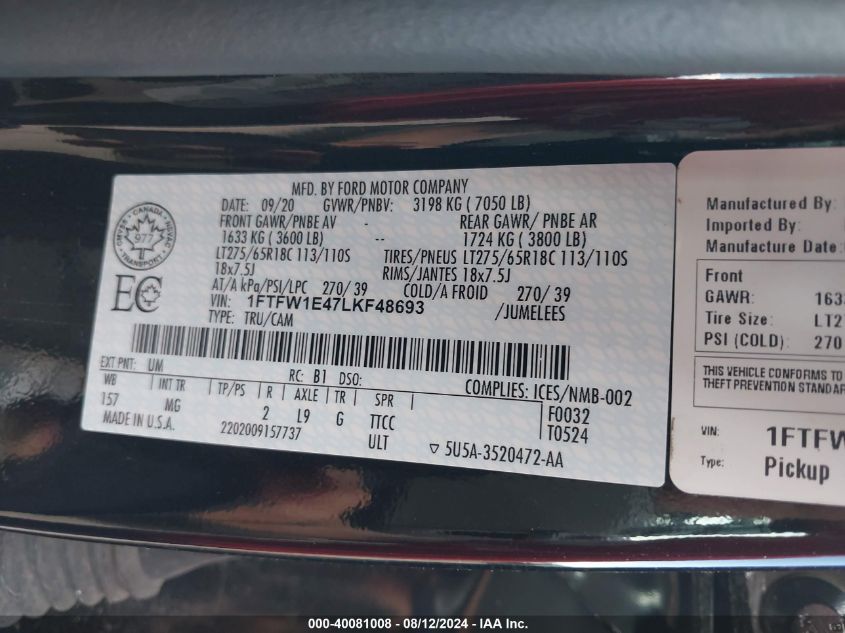 MFD. BY FORD MOTOR COMPANY
DATE: 09/20 GVWR/PNBV: 3198 KG ( 7050 LB)
FRONT GAWR/PNBE AV - REAR GAWR/ PNBE AR
1633 KG (3600 LB) -- 1724 KG (3800 LB)
LT275/65R18C 113/110S TIRES/PNEUS LT275/65R18C 113/110S
18x7.5J RIMS/JANTES 18x7.5J
AT/A kPa/PSI/LPC 270/39 COLD/A FROID 270/39
VIN: 1FTFW1E47LKF48693 /JUMELEES
TYPE: TRU/CAM
CANADA
977
T
TRANSPORT
EC
EXT PNT: UM RC: B1 DSO: COMPLIES: ICES/NMB-002
WB INT TR TP/PS R AXLE TR SPR F0032
157 MG 2 L9 G TTCC T0524
MADE IN U.S.A. 2202009157737 ULT
5U5A-3520472-AA
Manufactured By:
Imported By:
Manufacture Date:
Front
GAWR: 1633
Tire Size: LT27
PSI (COLD): 270
THIS VEHICLE CONFORMS TO
THEFT PREVENTION STANDAR
VIN: 1FTFW
Type: Pickup
000-40081008 - 08/12/2024 - IAA Inc.